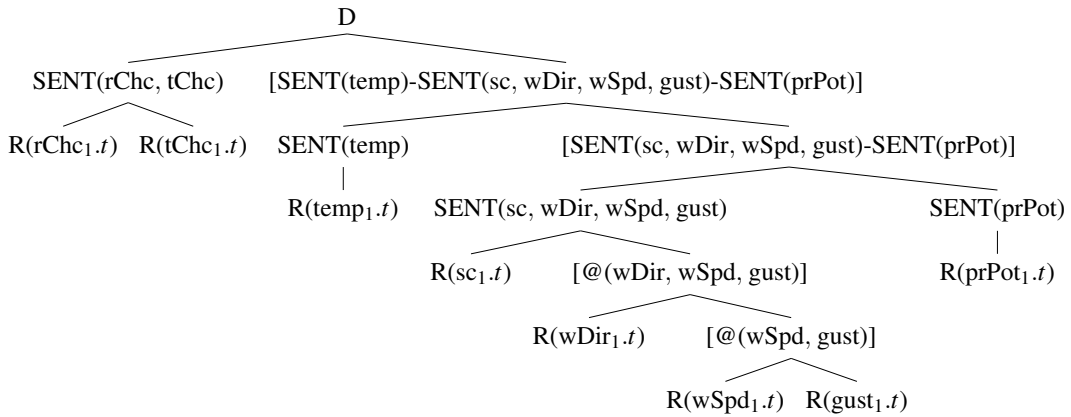 D
SENT(rChc, tChc) [SENT(temp)-SENT(sc, wDir, wSpd, gust)-SENT(prPot)]
R(rChc₁.t) R(tChc₁.t) SENT(temp) [SENT(sc, wDir, wSpd, gust)-SENT(prPot)]
R(temp₁.t) SENT(sc, wDir, wSpd, gust) SENT(prPot)
R(sc₁.t) [@(wDir, wSpd, gust)] R(prPot₁.t)
R(wDir₁.t) [@(wSpd, gust)]
R(wSpd₁.t) R(gust₁.t)